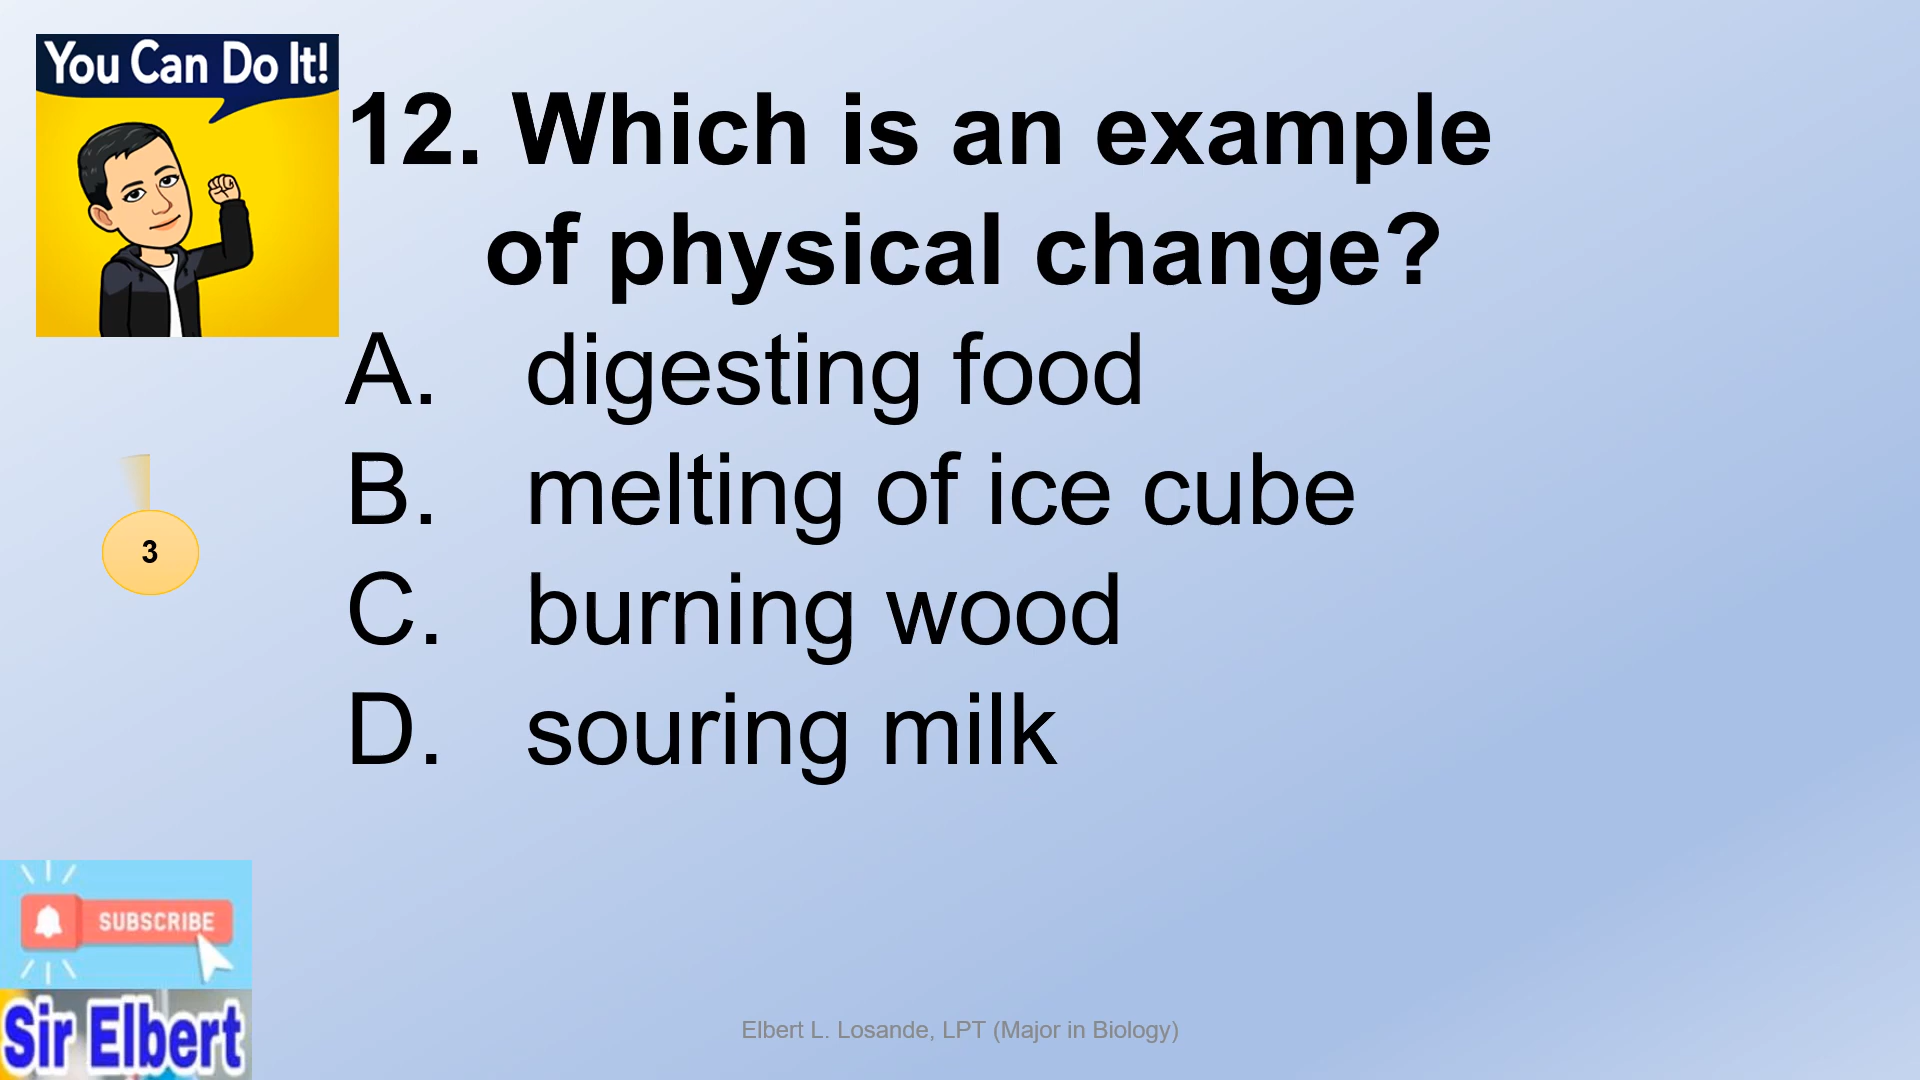 You Can Do It!
12. Which is an example
of physical change?
A. digesting food
B. melting of ice cube
C. burning wood
D. souring milk
3
SUBSCRIBE
Sir Elbert
Elbert L. Losande, LPT (Major in Biology)